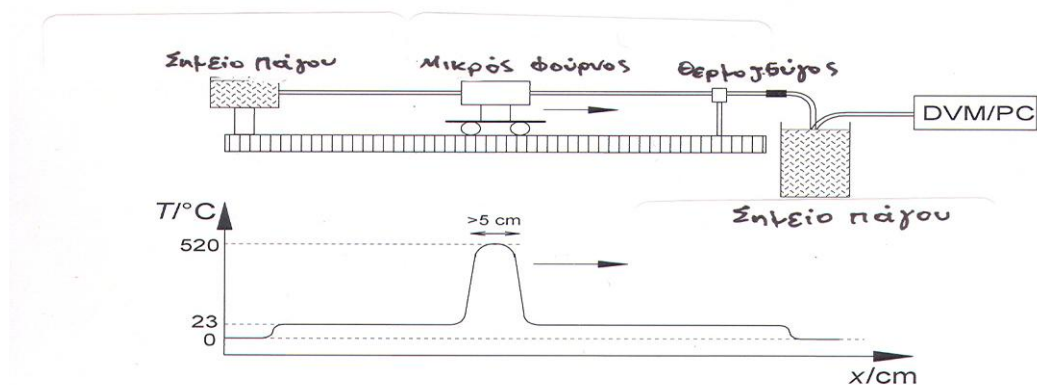 Σημείο πάγου
Μικρός Φούρνος
Θερμοζεύγος
DVM/PC
Σημείο πάγου
T/°C
>5 cm
520
23
0
x/cm